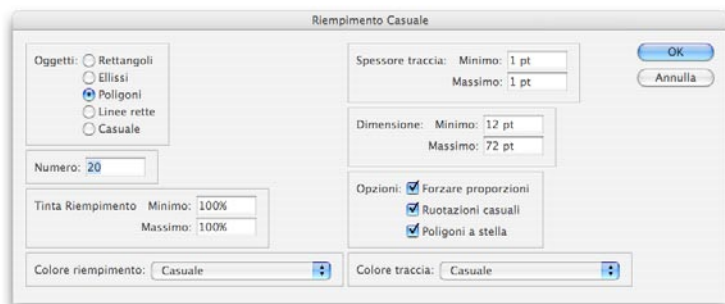 Riempimento Casuale
Oggetti: Rettangoli
Ellissi
Poligoni
Linee rette
Casuale
Numero: 20
Tinta Riempimento Minimo: 100%
Massimo: 100%
Colore riempimento: Casuale
Spessore traccia: Minimo: 1 pt
Massimo: 1 pt
Dimensione: Minimo: 12 pt
Massimo: 72 pt
Opzioni: Forzare proporzioni
Ruotazioni casuali
Poligoni a stella
Colore traccia: Casuale
OK
Annulla